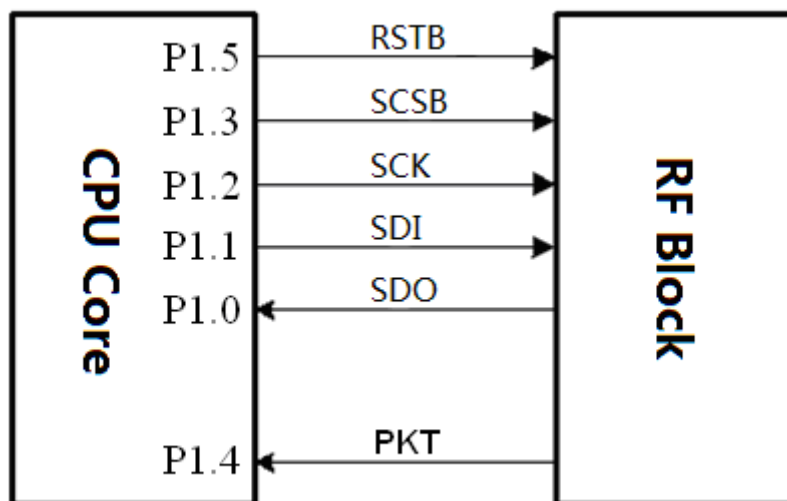 P1.5 RSTB
P1.3 SCSB
P1.2 SCK
P1.1 SDI
P1.0 SDO
P1.4 PKT
CPU Core
RF Block